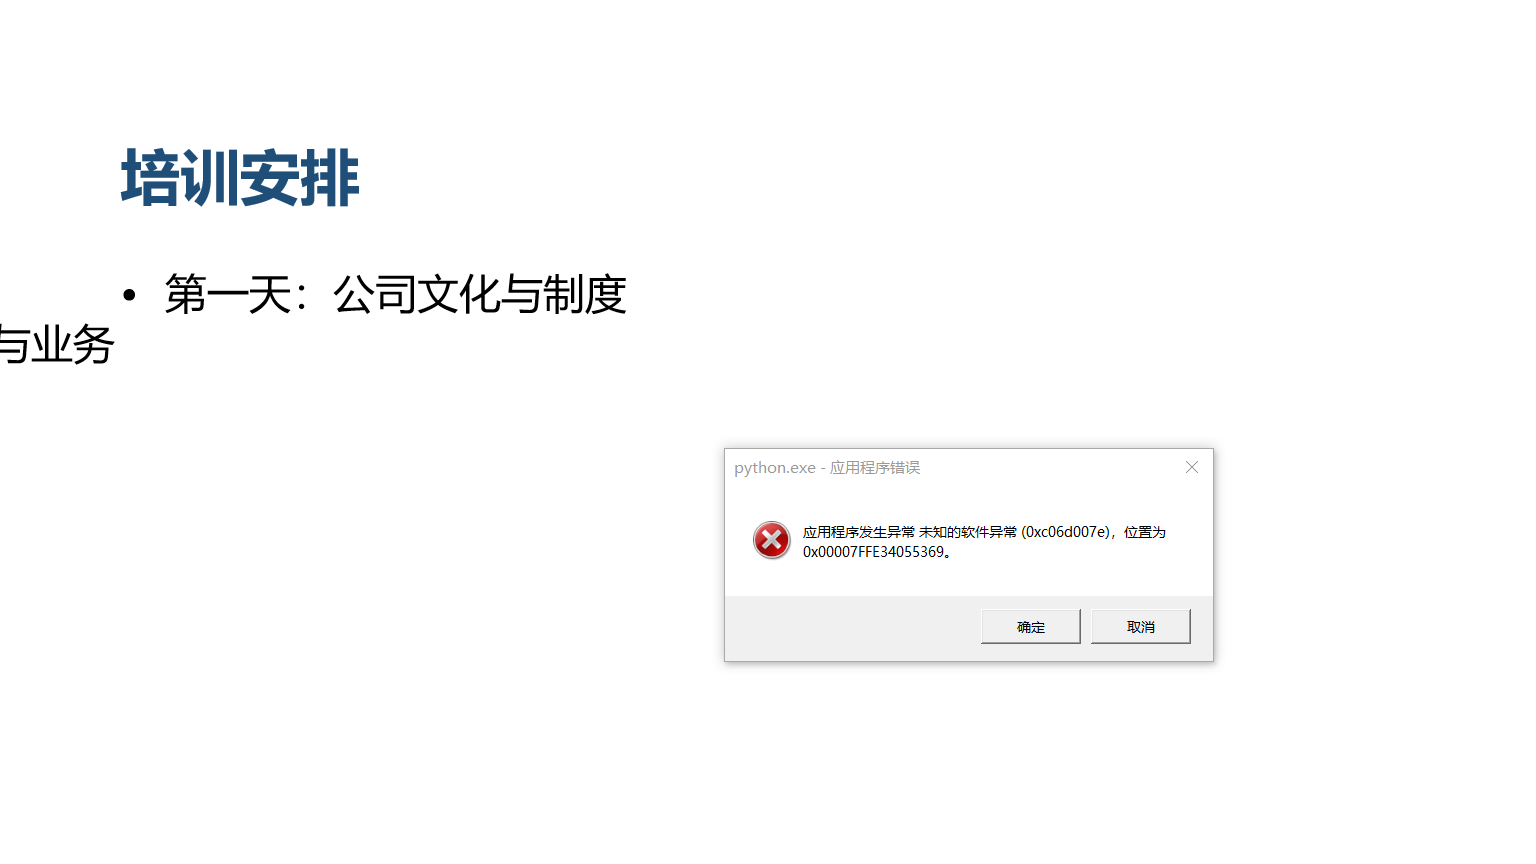 培训安排
• 第一天：公司文化与制度
与业务
python.exe - 应用程序错误
应用程序发生异常 未知的软件异常 (0xc06d007e)，位置为
0x00007FFE34055369。
确定
取消